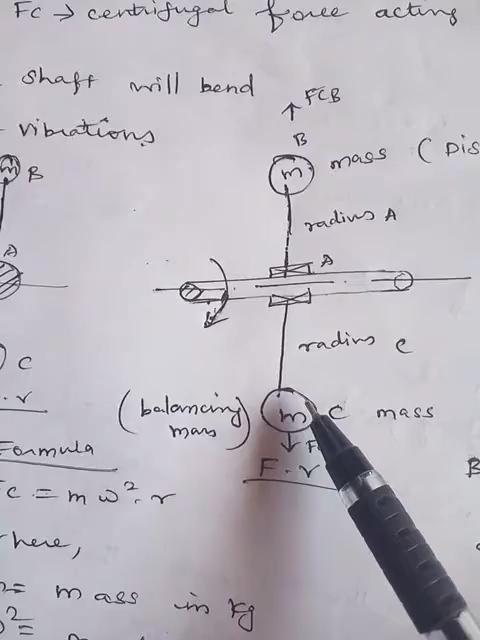 Fc → centrifugal force acting
shaft will bend
vibrations
↑ FCB
B
m
mass (Dis
m B
radius A
A
A
radius C
C
(balancing mass)
m
C mass
F
F·r
·r
Formula
c = mω²·r
here,
mass in kg